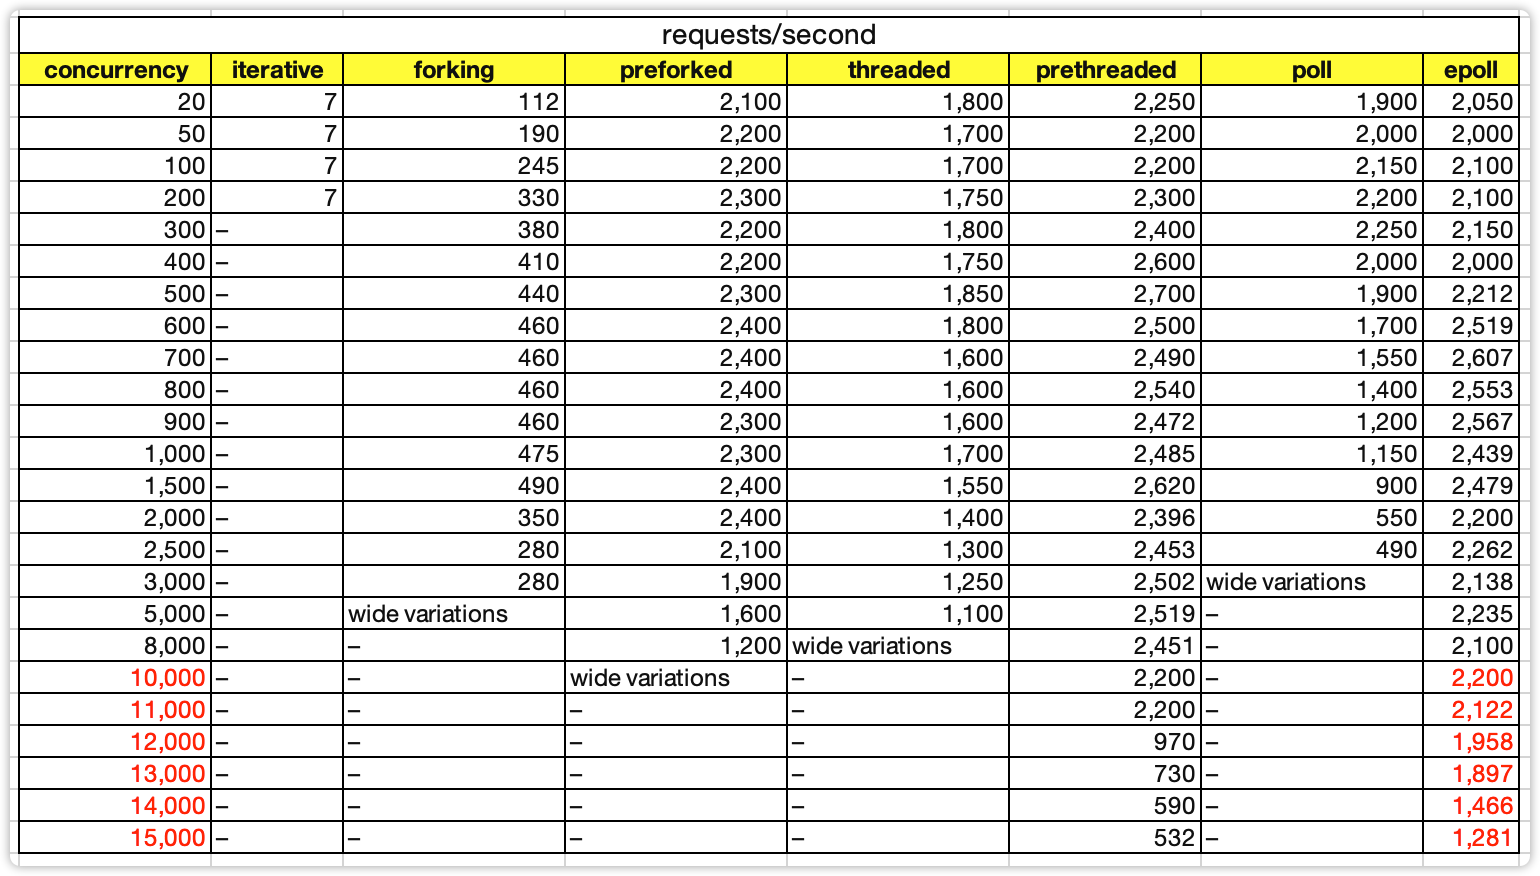 requests/second
concurrency iterative forking preforked threaded prethreaded poll epoll
20 7 112 2,100 1,800 2,250 1,900 2,050
50 7 190 2,200 1,700 2,200 2,000 2,000
100 7 245 2,200 1,700 2,200 2,150 2,100
200 7 330 2,300 1,750 2,300 2,200 2,100
300 – 380 2,200 1,800 2,400 2,250 2,150
400 – 410 2,200 1,750 2,600 2,000 2,000
500 – 440 2,300 1,850 2,700 1,900 2,212
600 – 460 2,400 1,800 2,500 1,700 2,519
700 – 460 2,400 1,600 2,490 1,550 2,607
800 – 460 2,400 1,600 2,540 1,400 2,553
900 – 460 2,300 1,600 2,472 1,200 2,567
1,000 – 475 2,300 1,700 2,485 1,150 2,439
1,500 – 490 2,400 1,550 2,620 900 2,479
2,000 – 350 2,400 1,400 2,396 550 2,200
2,500 – 280 2,100 1,300 2,453 490 2,262
3,000 – 280 1,900 1,250 2,502 wide variations 2,138
5,000 – wide variations 1,600 1,100 2,519 – 2,235
8,000 – – 1,200 wide variations 2,451 – 2,100
10,000 – – wide variations – 2,200 – 2,200
11,000 – – – – 2,200 – 2,122
12,000 – – – – 970 – 1,958
13,000 – – – – 730 – 1,897
14,000 – – – – 590 – 1,466
15,000 – – – – 532 – 1,281